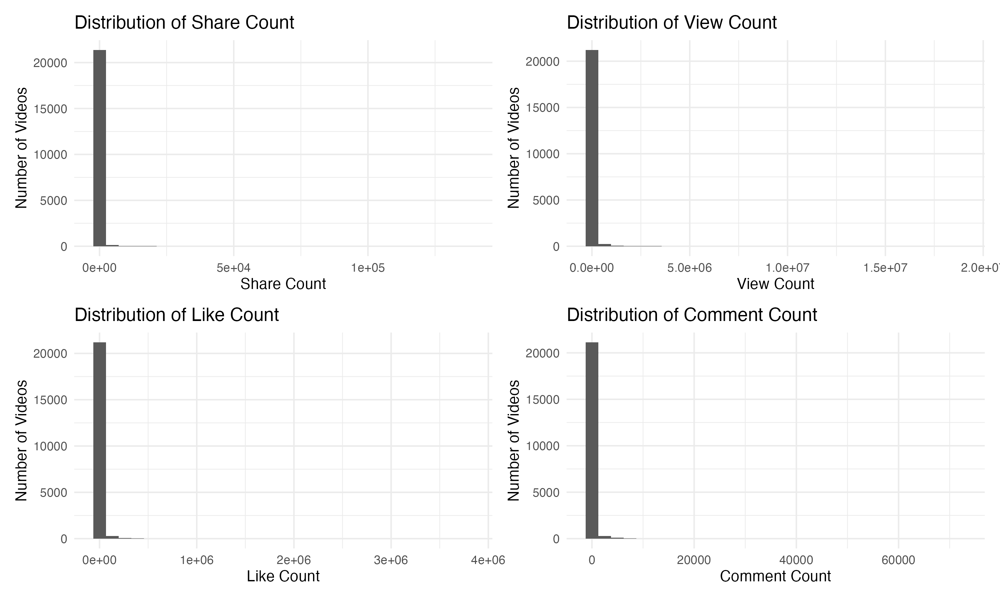 Distribution of Share Count
Number of Videos
20000
15000
10000
5000
0
0e+00 5e+04 1e+05
Share Count
Distribution of View Count
Number of Videos
20000
15000
10000
5000
0
0.0e+00 5.0e+06 1.0e+07 1.5e+07 2.0e+0
View Count
Distribution of Like Count
Number of Videos
20000
15000
10000
5000
0
0e+00 1e+06 2e+06 3e+06 4e+06
Like Count
Distribution of Comment Count
Number of Videos
20000
15000
10000
5000
0
0 20000 40000 60000
Comment Count